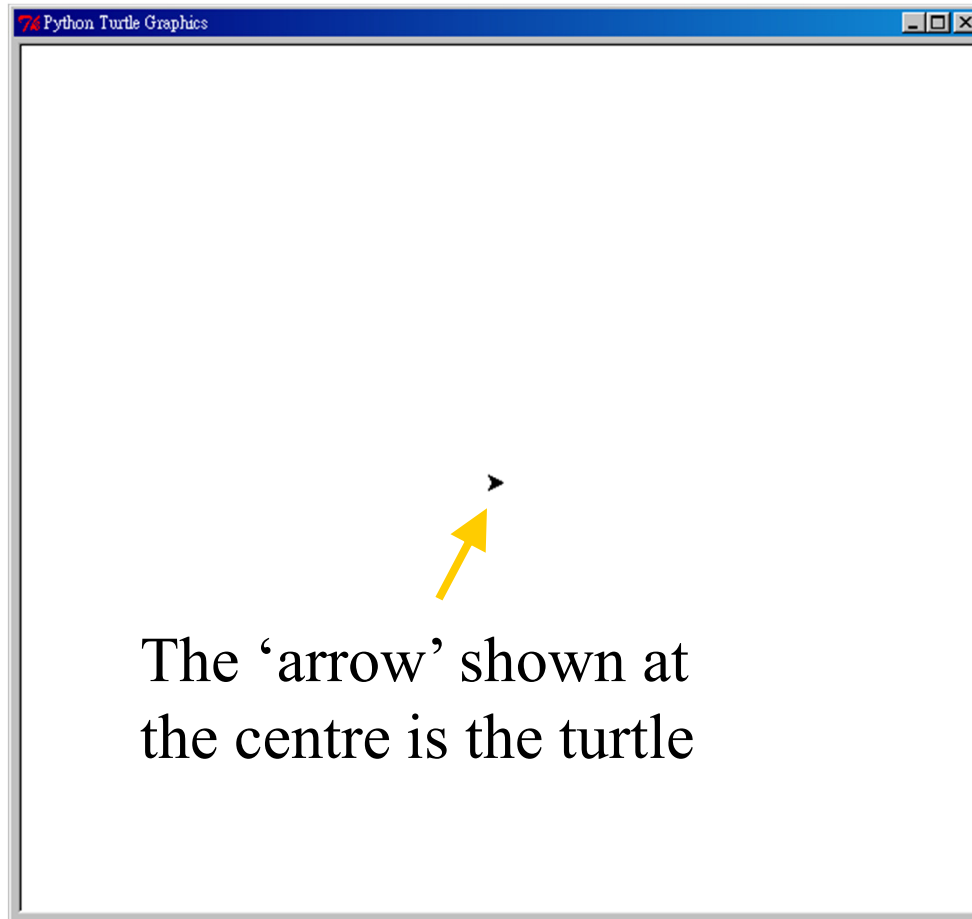 Python Turtle Graphics
The ‘arrow’ shown at
the centre is the turtle